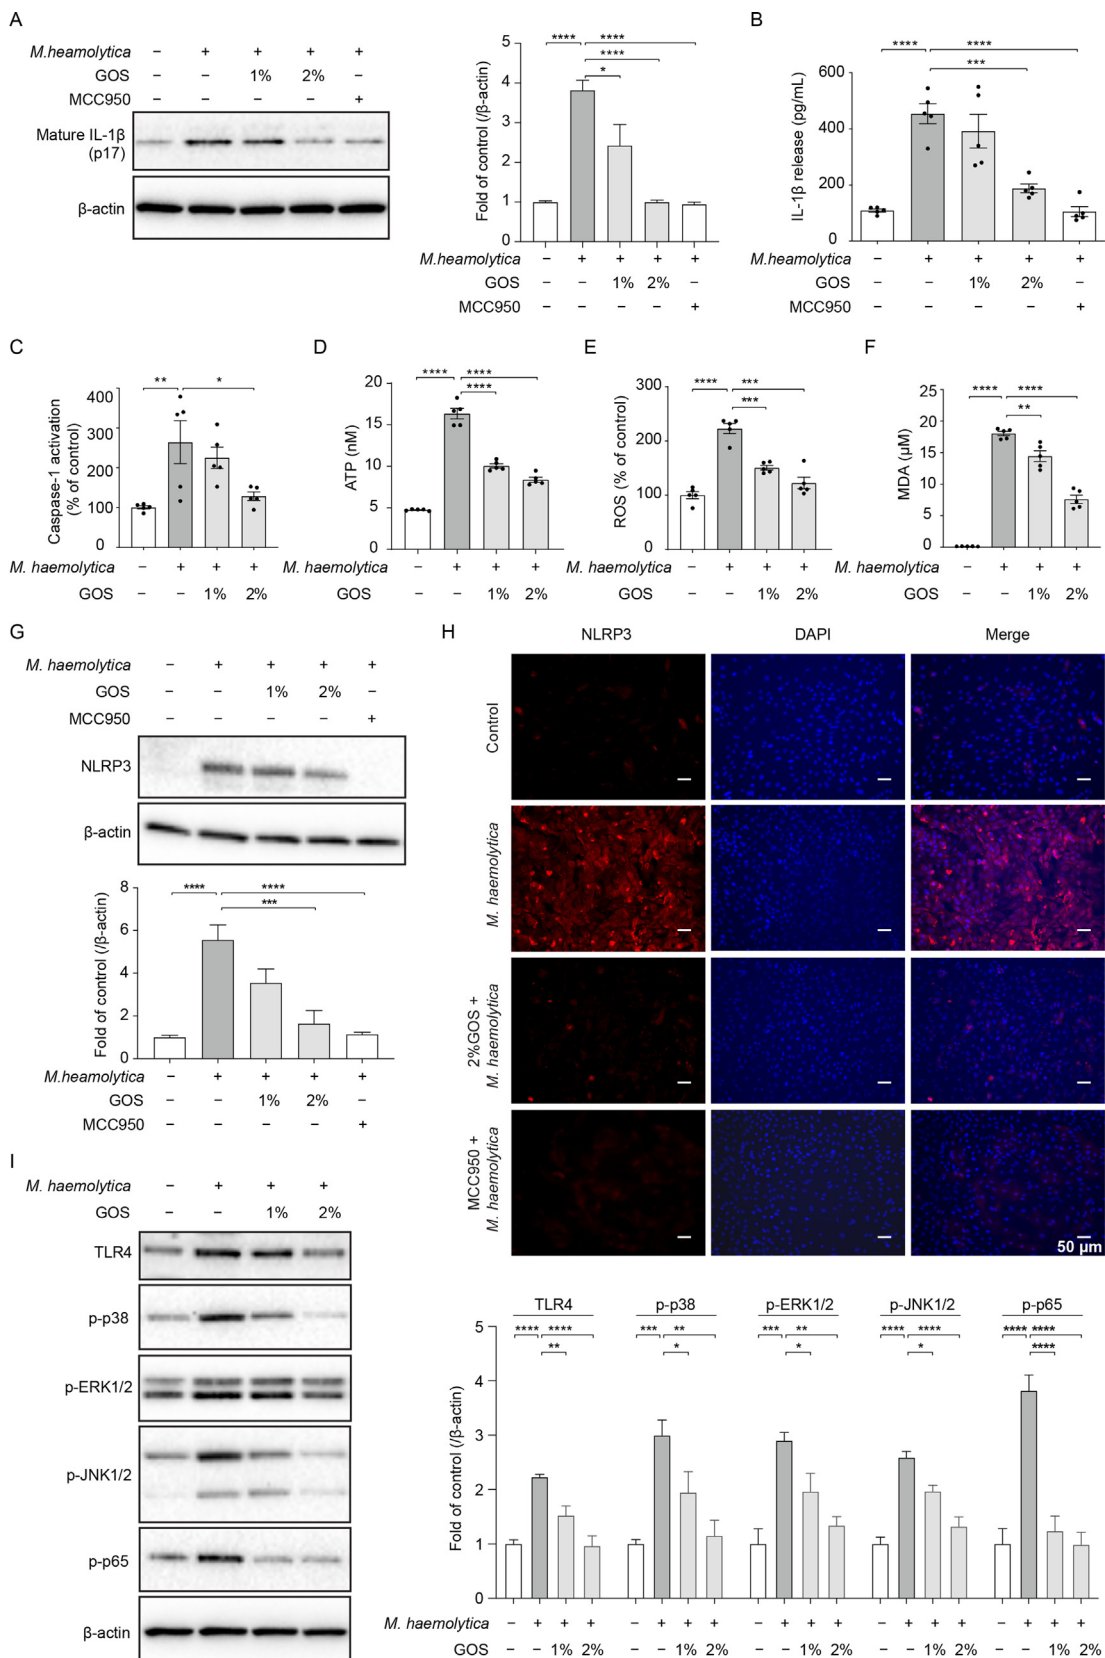 A
M.heamolytica – + + + +
GOS – – 1% 2% –
MCC950 – – – – +
Mature IL-1β
(p17)
β-actin
**** ****
****
*
Fold of control (/β-actin)
5
4
3
2
1
0
M.heamolytica – + + + +
GOS – – 1% 2% –
MCC950 – – – – +
B
**** ****
***
IL-1β release (pg/mL)
600
400
200
0
M.heamolytica – + + + +
GOS – – 1% 2% –
MCC950 – – – – +
C
** *
Caspase-1 activation
(% of control)
400
300
200
100
0
M. haemolytica – + + +
GOS – – 1% 2%
D
**** ****
****
ATP (nM)
20
15
10
5
0
M. haemolytica – + + +
GOS – – 1% 2%
E
**** ***
***
ROS (% of control)
300
200
100
0
M. haemolytica – + + +
GOS – – 1% 2%
F
**** ****
**
MDA (μM)
25
20
15
10
5
0
M. haemolytica – + + +
GOS – – 1% 2%
G
M. haemolytica – + + + +
GOS – – 1% 2% –
MCC950 – – – – +
NLRP3
β-actin
**** ****
***
Fold of control (/β-actin)
8
6
4
2
0
M.heamolytica – + + + +
GOS – – 1% 2% –
MCC950 – – – – +
H
NLRP3 DAPI Merge
Control
M. haemolytica
2%GOS +
M. haemolytica
MCC950 +
M. haemolytica
50 μm
I
M. haemolytica – + + +
GOS – – 1% 2%
TLR4
p-p38
p-ERK1/2
p-JNK1/2
p-p65
β-actin
TLR4 p-p38 p-ERK1/2 p-JNK1/2 p-p65
**** **** *** ** *** ** **** **** **** ****
** * * * ****
Fold of control (/β-actin)
5
4
3
2
1
0
M. haemolytica – + + + – + + + – + + + – + + + – + + +
GOS – – 1% 2% – – 1% 2% – – 1% 2% – – 1% 2% – – 1% 2%